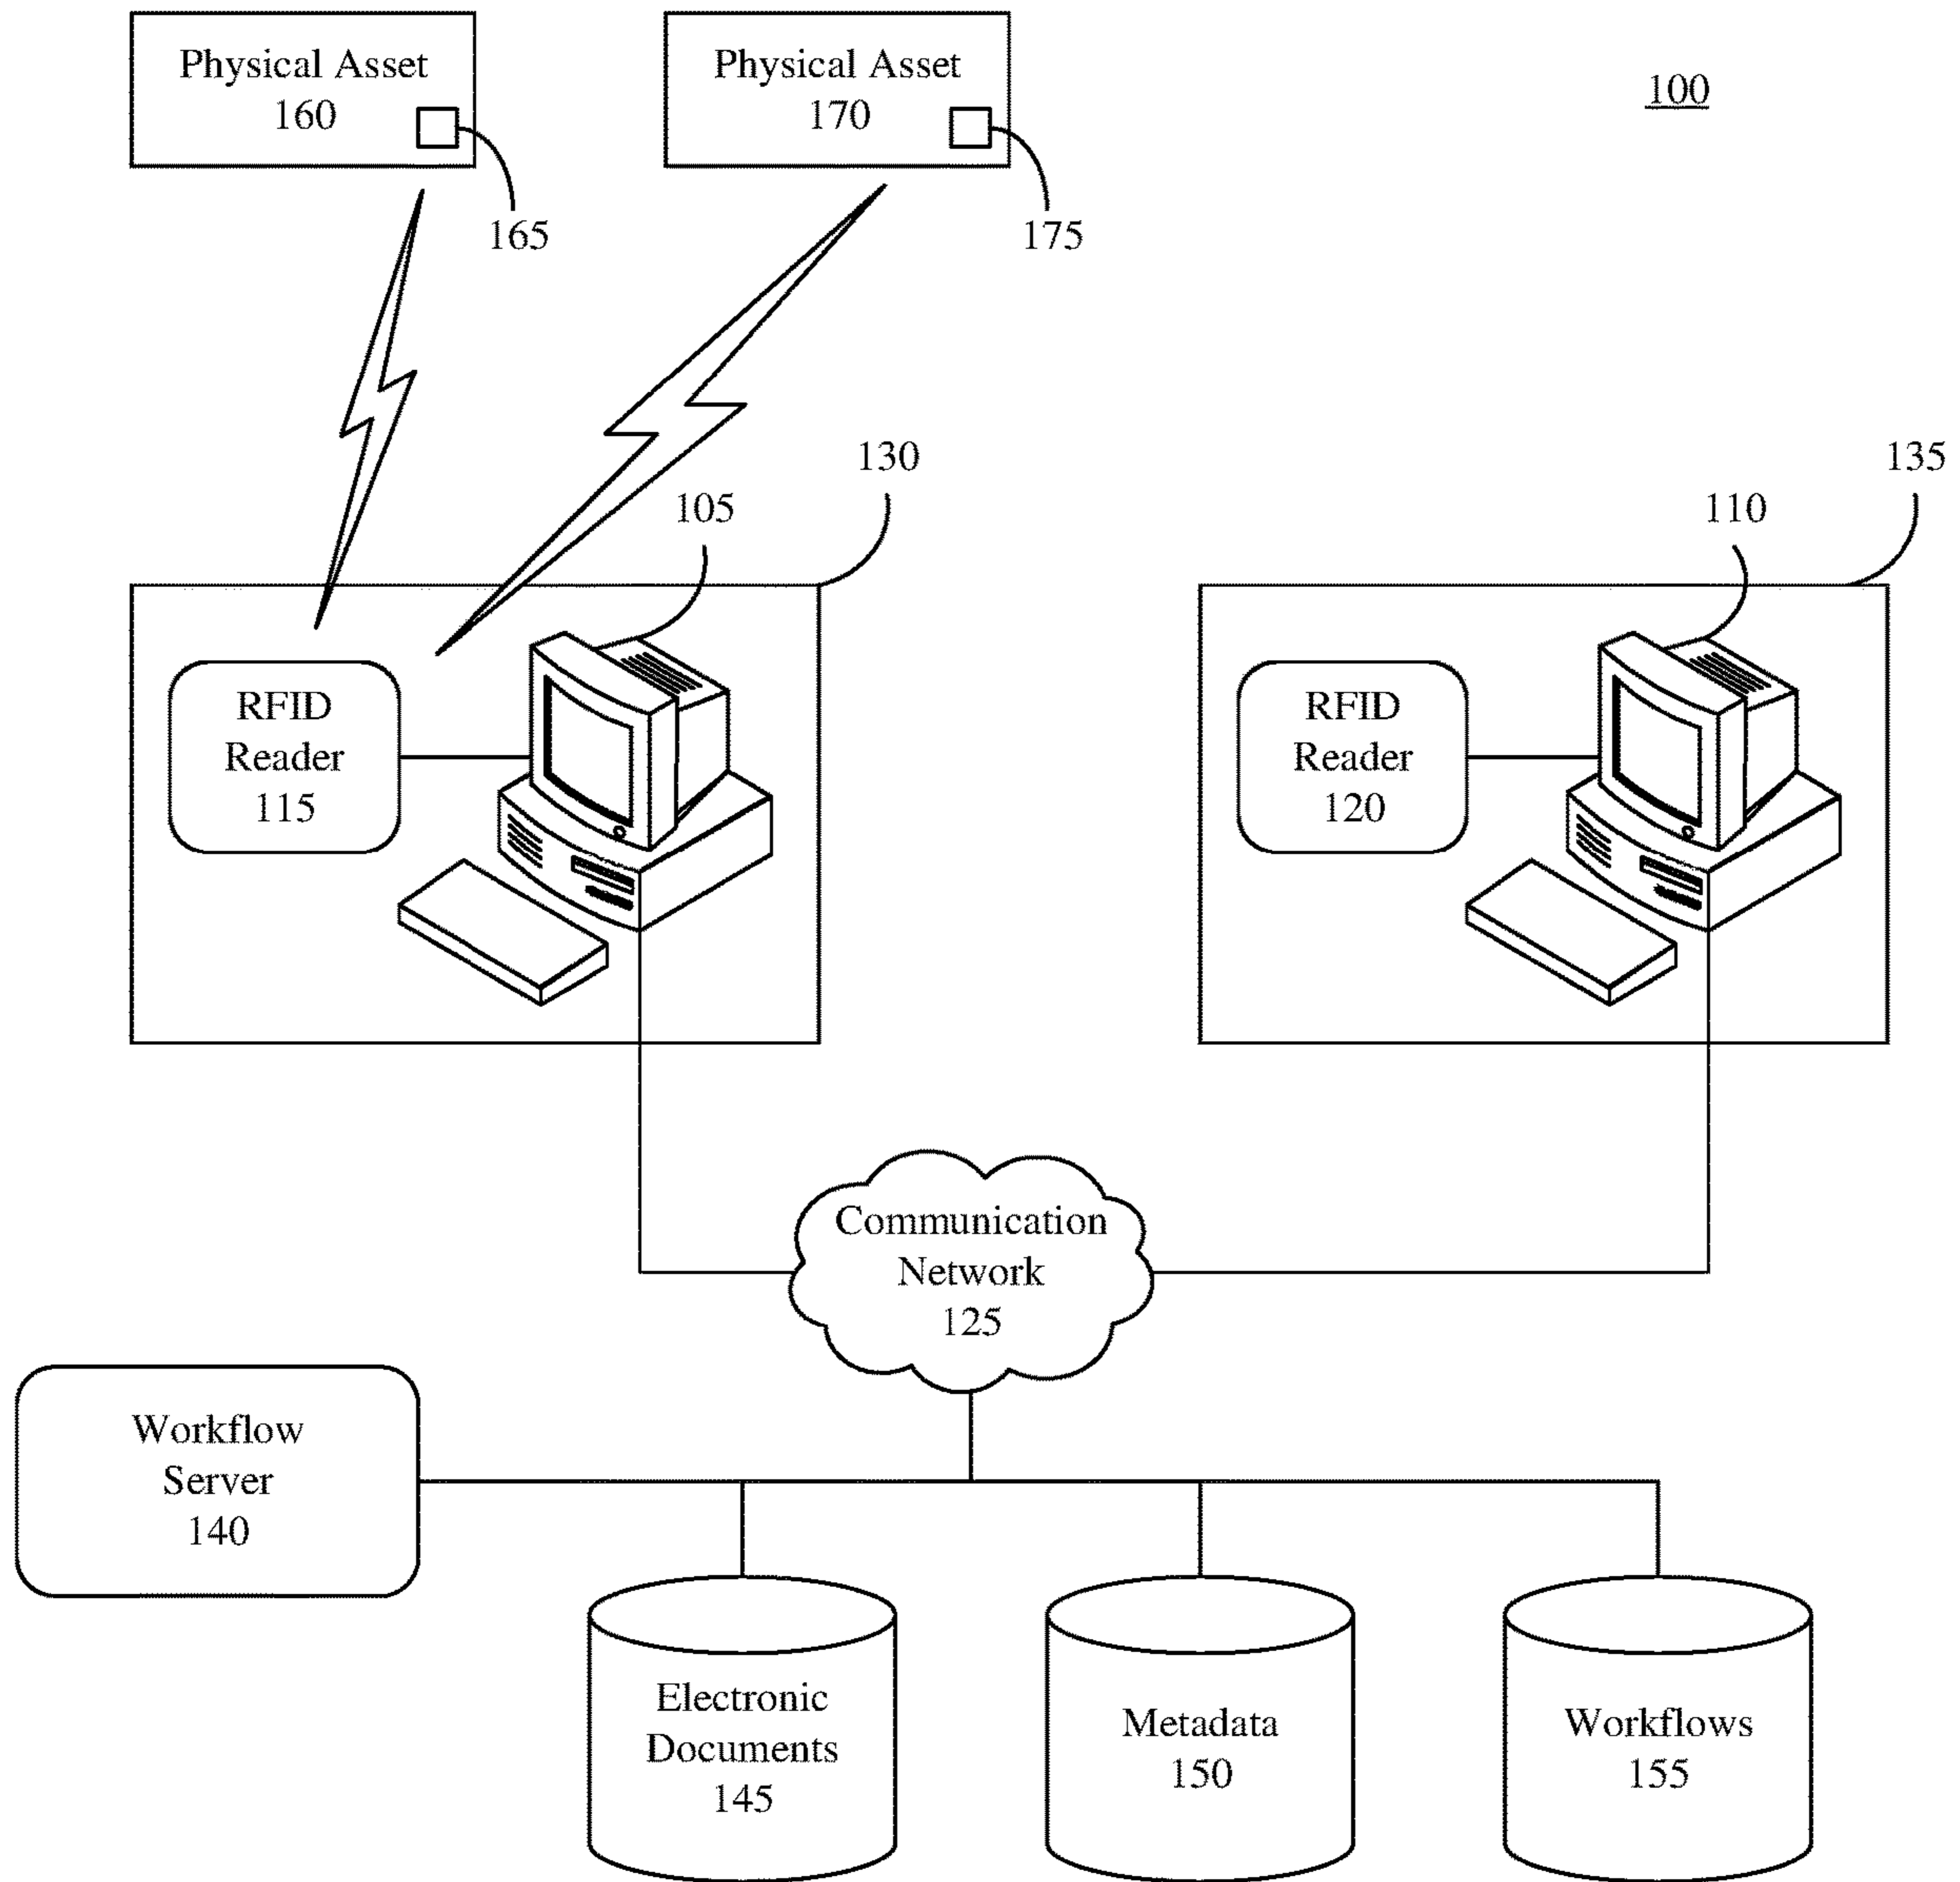 Physical Asset
160
165
Physical Asset
170
175
100
130
105
135
110
RFID
Reader
115
RFID
Reader
120
Communication
Network
125
Workflow
Server
140
Electronic
Documents
145
Metadata
150
Workflows
155